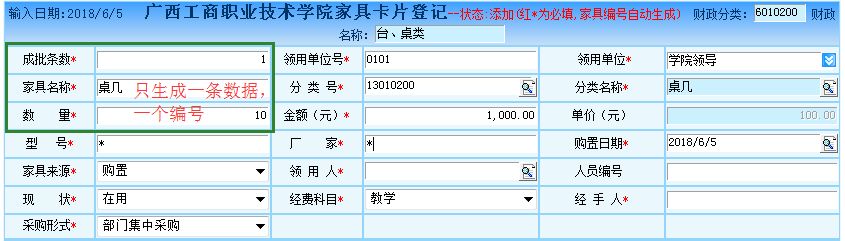 输入日期:2018/6/5 广西工商职业技术学院家具卡片登记--状态:添加(红*为必填,家具编号自动生成) 财政分类: 6010200 财政
名称: 台、桌类
成批条数* 1 领用单位号* 0101 领用单位* 学院领导
家具名称* 桌几 只生成一条数据, 分 类 号* 13010200 分类名称* 桌几
数 量* 一个编号 10 金额（元）* 1,000.00 单价（元） 100.00
型 号* * 厂 家* * 购置日期* 2018/6/5
家具来源* 购置 领 用 人* 人员编号
现 状* 在用 经费科目* 教学 经 手 人*
采购形式* 部门集中采购